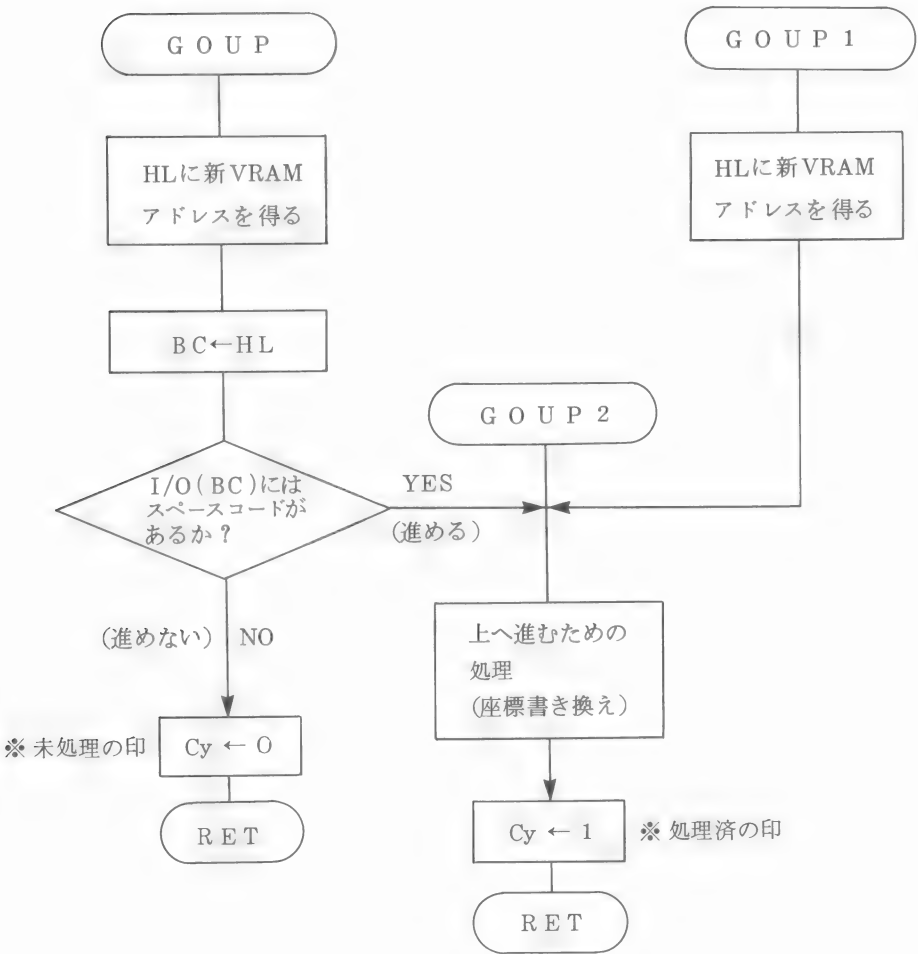 GOUP
HLに新VRAM
アドレスを得る
BC←HL
I/O(BC)には
スペースコードが
あるか?
YES
(進める)
(進めない)
NO
※ 未処理の印
Cy ← 0
RET
GOUP1
HLに新VRAM
アドレスを得る
GOUP2
上へ進むための
処理
(座標書き換え)
Cy ← 1
※ 処理済の印
RET